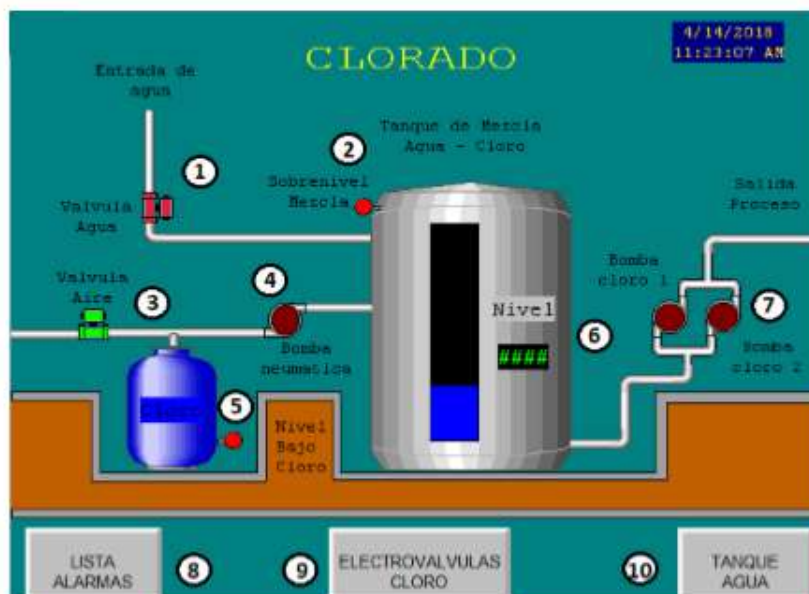 4/14/2018
11:23:07 AM
CLORADO
Entrada de
agua
1
2
Tanque de Mezcla
Agua - Cloro
Sobrenivel
Mezcla
Salida
Proceso
Valvula
Agua
Bomba
cloro 1
Valvula
Aire
3
4
Nivel
####
6
7
Bomba
neumatica
Bomba
cloro 2
Cloro
5
Nivel
Bajo
Cloro
LISTA
ALARMAS
8
9
ELECTROVALVULAS
CLORO
10
TANQUE
AGUA